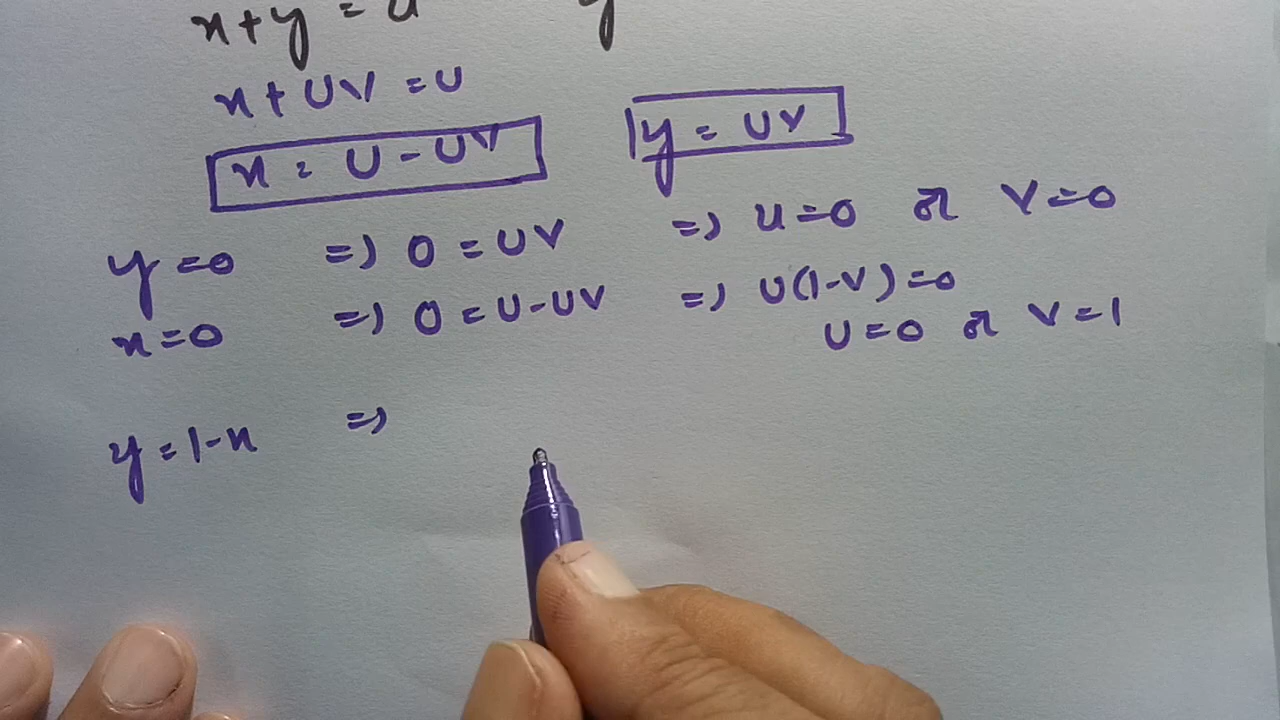 x+y = u y
x + UV = U
x = U - UV y = UV
y = 0 => 0 = UV => u = 0 or V = 0
x = 0 => 0 = U - UV => U(1-V) = 0
U = 0 or V = 1
y = 1-x =>